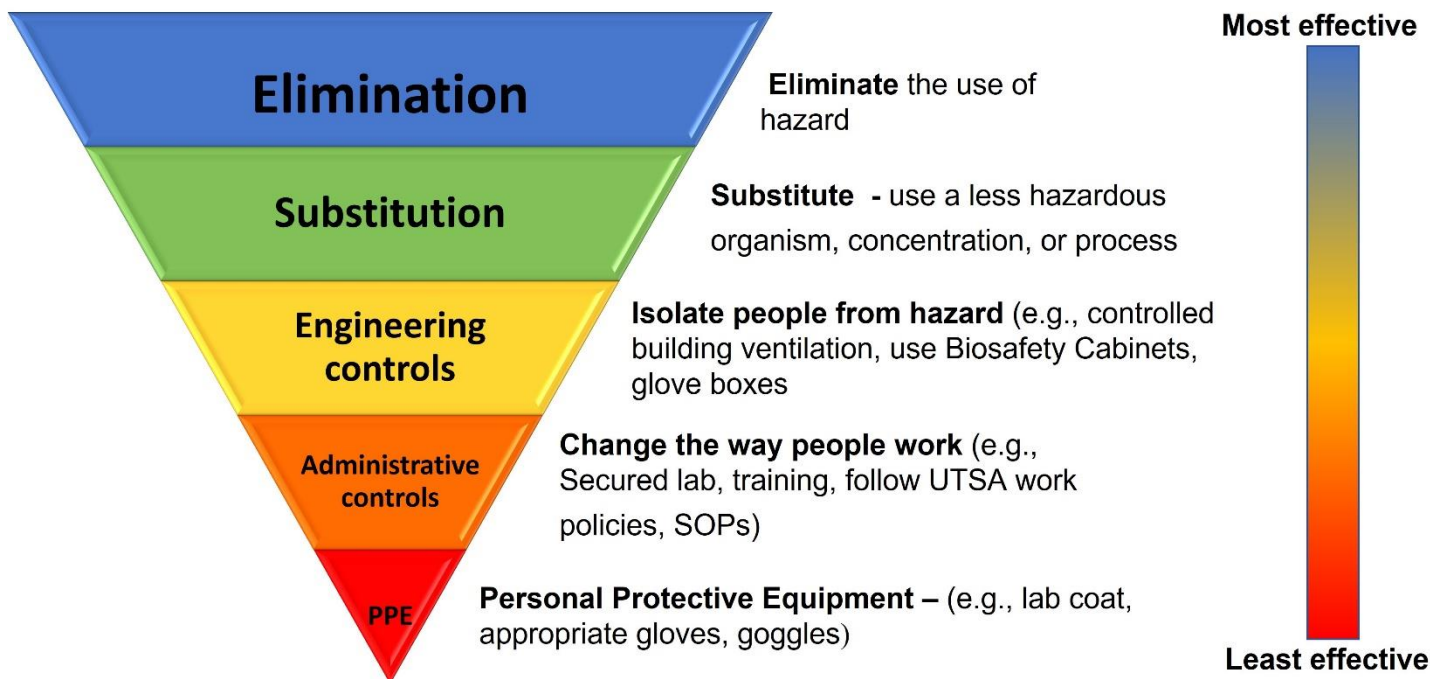 Most effective
Elimination
Eliminate the use of
hazard
Substitution
Substitute - use a less hazardous
organism, concentration, or process
Engineering
controls
Isolate people from hazard (e.g., controlled
building ventilation, use Biosafety Cabinets,
glove boxes
Administrative
controls
Change the way people work (e.g.,
Secured lab, training, follow UTSA work
policies, SOPs)
PPE
Personal Protective Equipment – (e.g., lab coat,
appropriate gloves, goggles)
Least effective